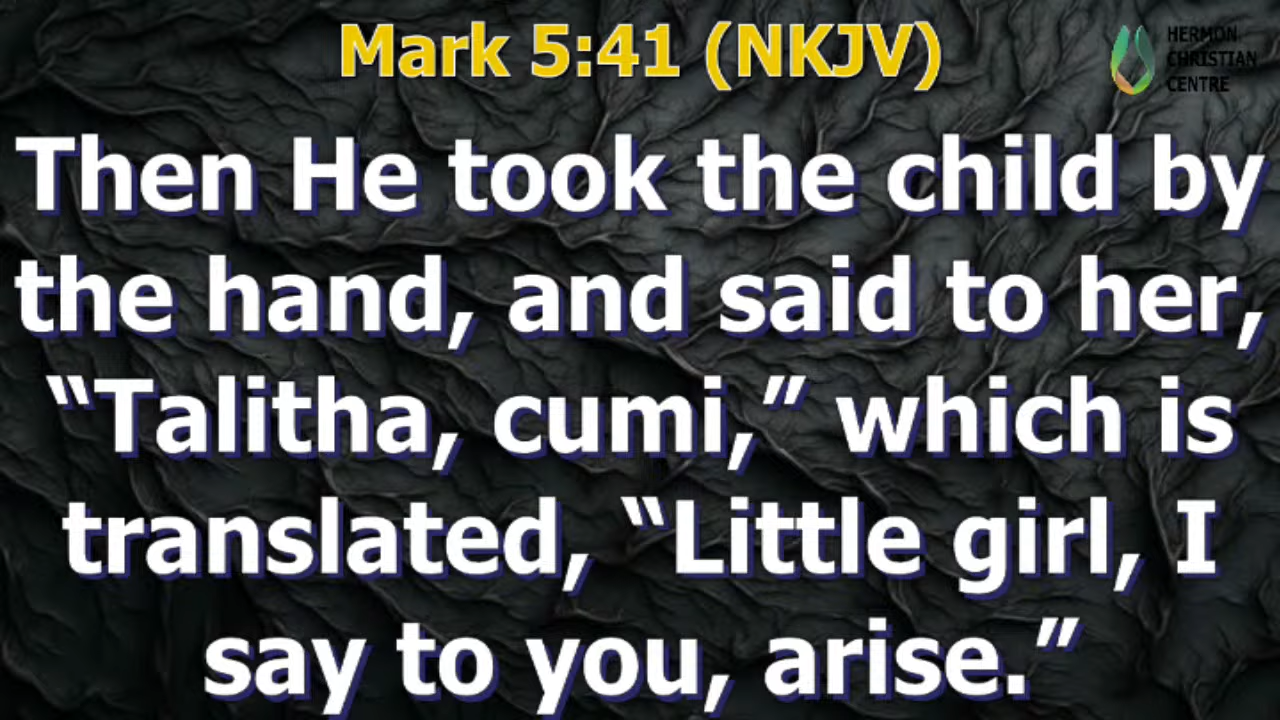 Mark 5:41 (NKJV)
HERMON
CHRISTIAN
CENTRE
Then He took the child by
the hand, and said to her,
“Talitha, cumi,” which is
translated, “Little girl, I
say to you, arise.”